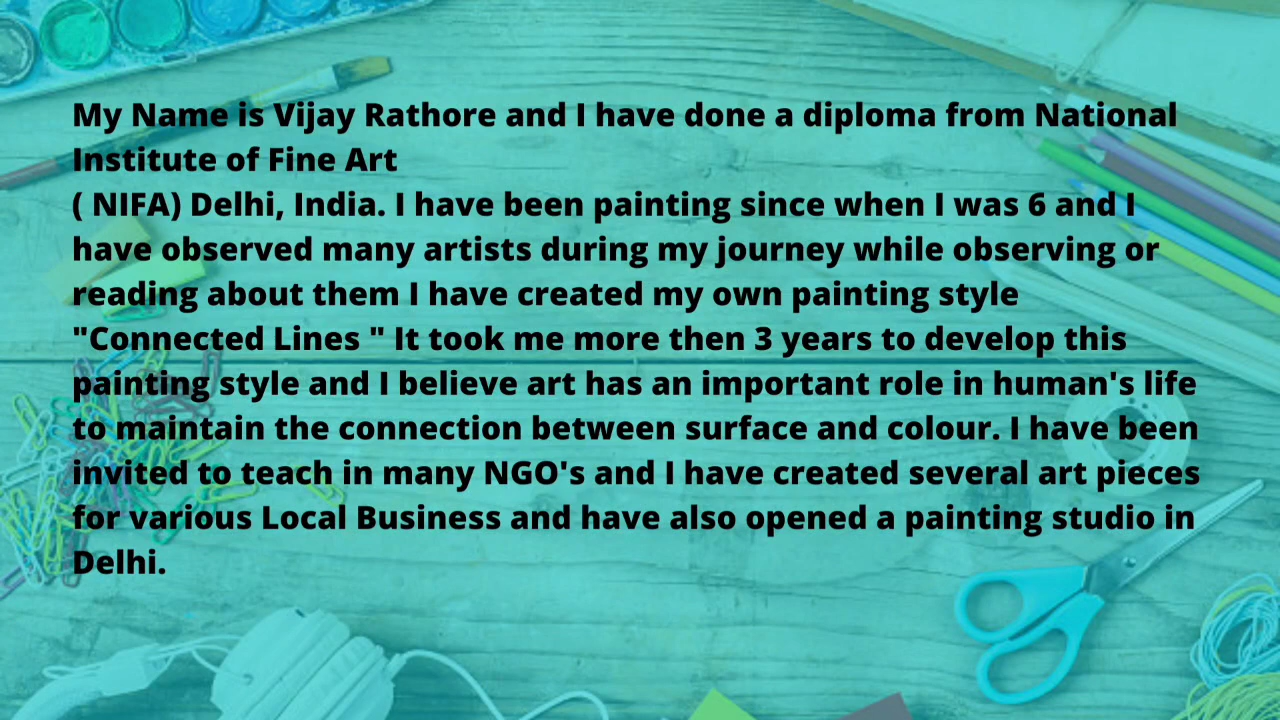 My Name is Vijay Rathore and I have done a diploma from National
Institute of Fine Art
( NIFA) Delhi, India. I have been painting since when I was 6 and I
have observed many artists during my journey while observing or
reading about them I have created my own painting style
"Connected Lines " It took me more then 3 years to develop this
painting style and I believe art has an important role in human's life
to maintain the connection between surface and colour. I have been
invited to teach in many NGO's and I have created several art pieces
for various Local Business and have also opened a painting studio in
Delhi.